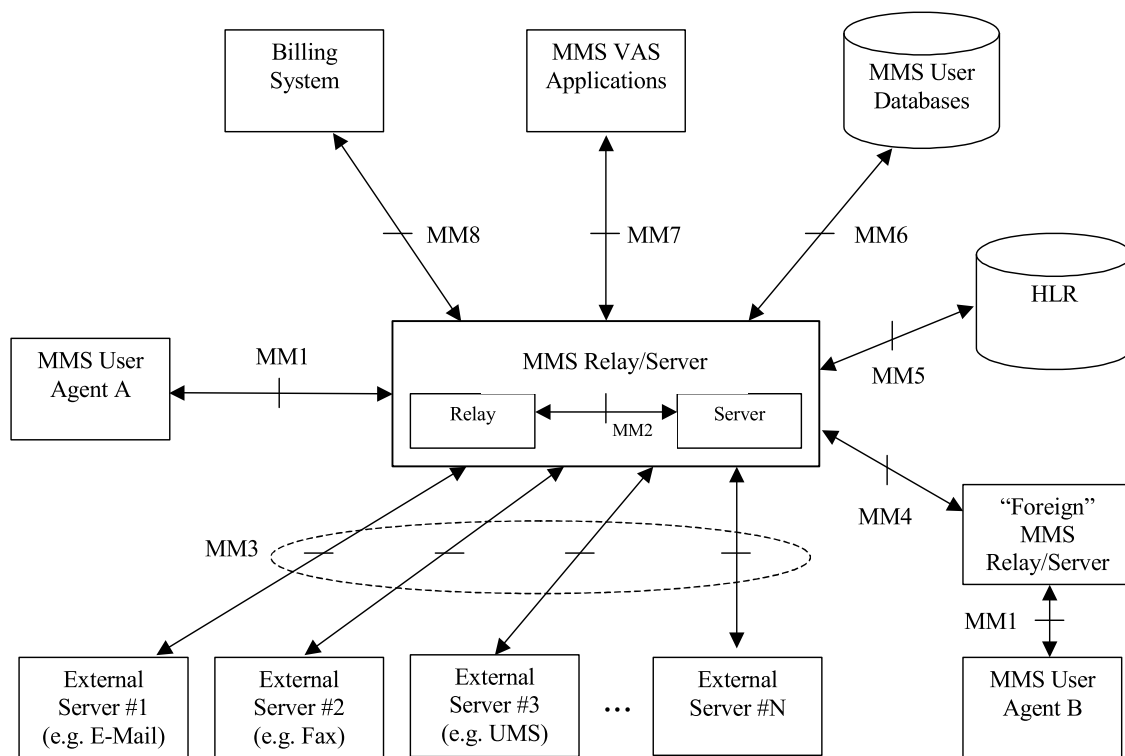 Billing
System
MMS VAS
Applications
MMS User
Databases
MM8
MM7
MM6
HLR
MMS User
Agent A
MM1
MMS Relay/Server
MM5
Relay
MM2
Server
MM4
“Foreign”
MMS
Relay/Server
MM3
MM1
External
Server #1
(e.g. E-Mail)
External
Server #2
(e.g. Fax)
External
Server #3
(e.g. UMS)
...
External
Server #N
MMS User
Agent B